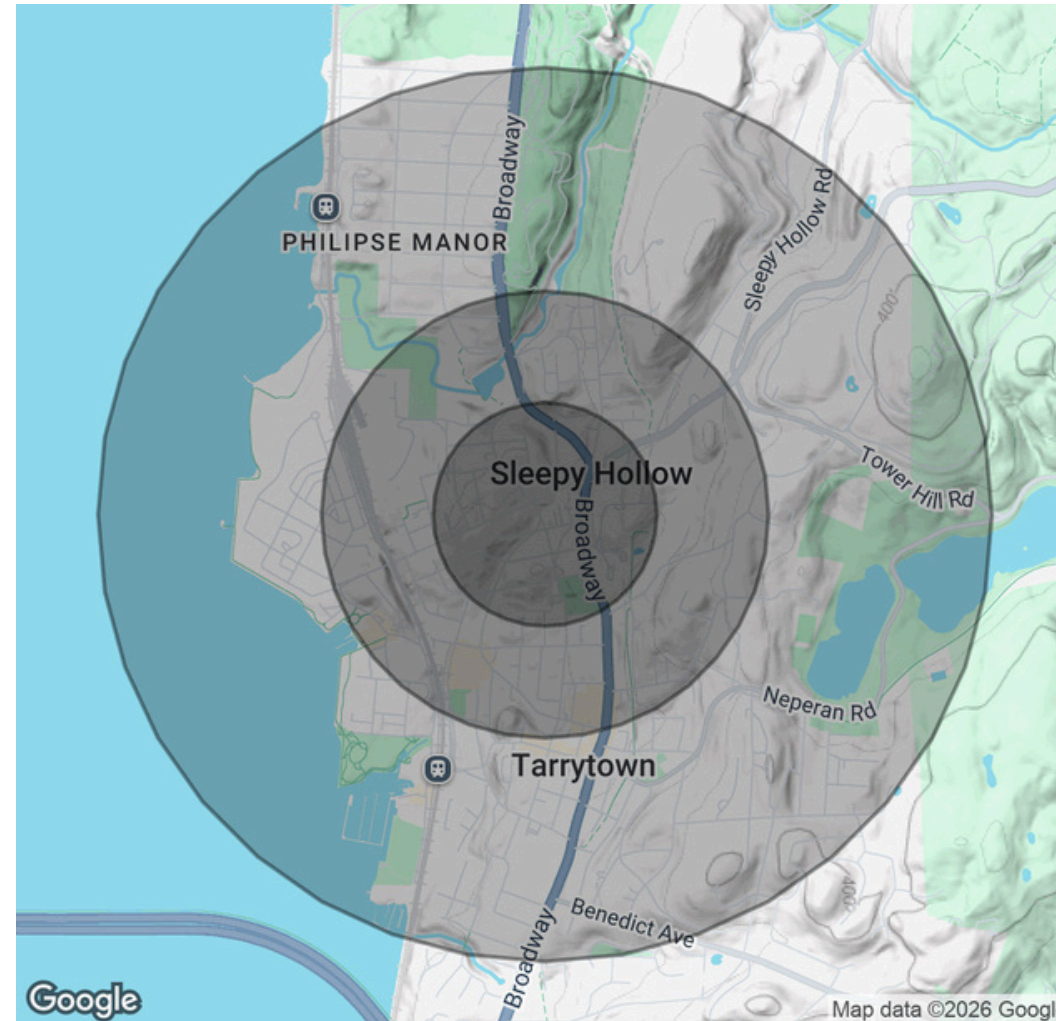 Broadway
Sleepy Hollow Rd
PHILIPSE MANOR
400'
Sleepy Hollow
Tower Hill Rd
Broadway
Neperan Rd
Tarrytown
400'
Benedict Ave
Broadway
Google
Map data ©2026 Googl